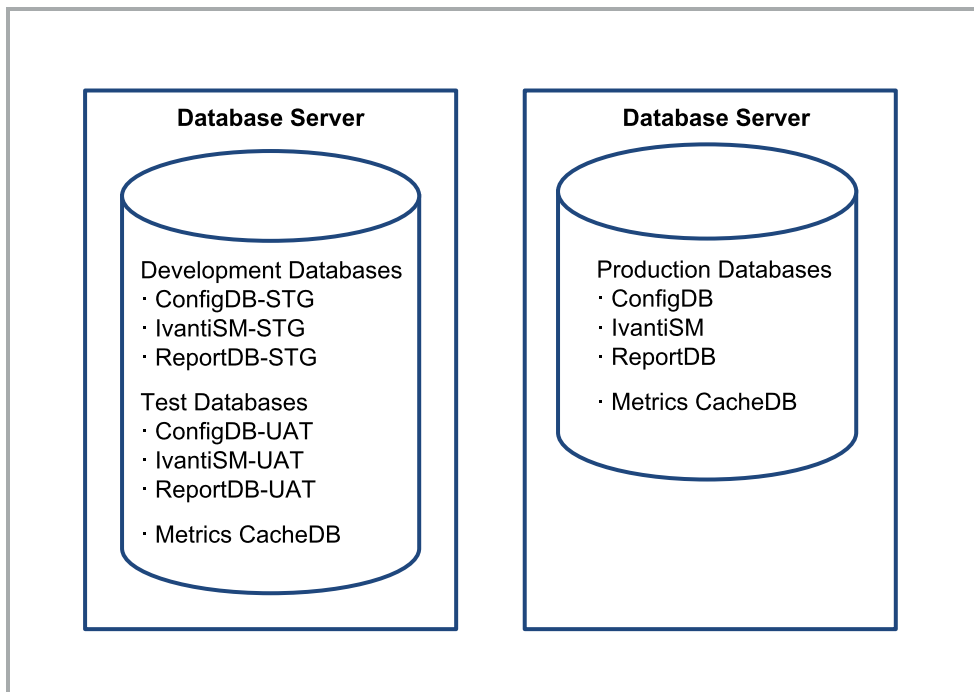 Database Server
Development Databases
· ConfigDB-STG
· IvantiSM-STG
· ReportDB-STG
Test Databases
· ConfigDB-UAT
· IvantiSM-UAT
· ReportDB-UAT
· Metrics CacheDB
Database Server
Production Databases
· ConfigDB
· IvantiSM
· ReportDB
· Metrics CacheDB